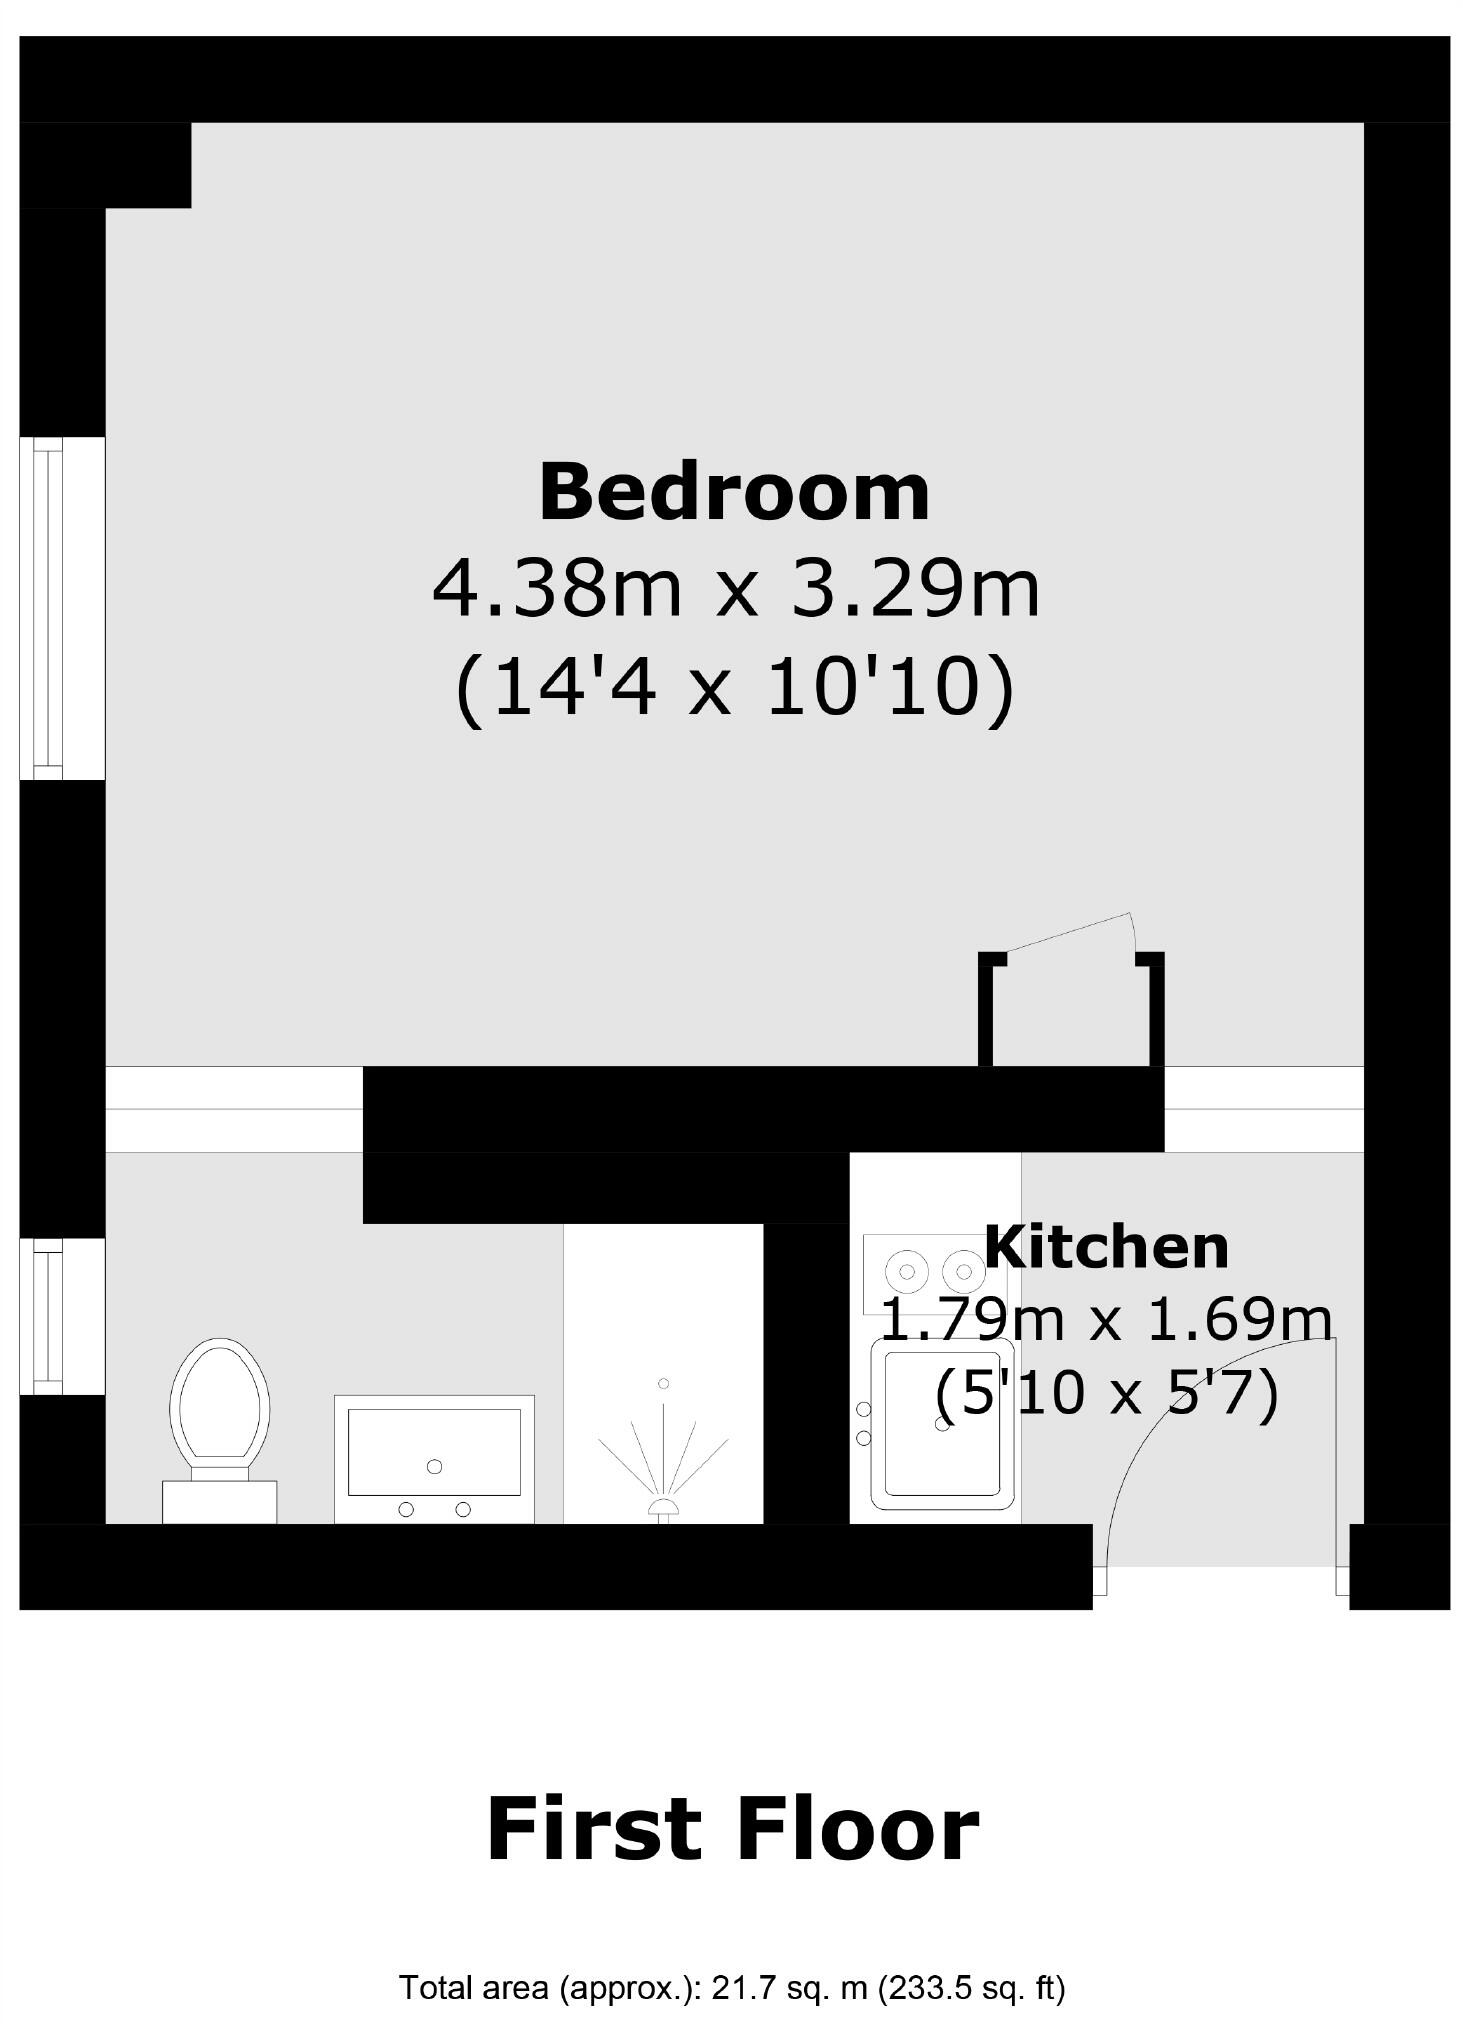 Bedroom
4.38m x 3.29m
(14'4 x 10'10)
Kitchen
1.79m x 1.69m
(5'10 x 5'7)
First Floor
Total area (approx.): 21.7 sq. m (233.5 sq. ft)